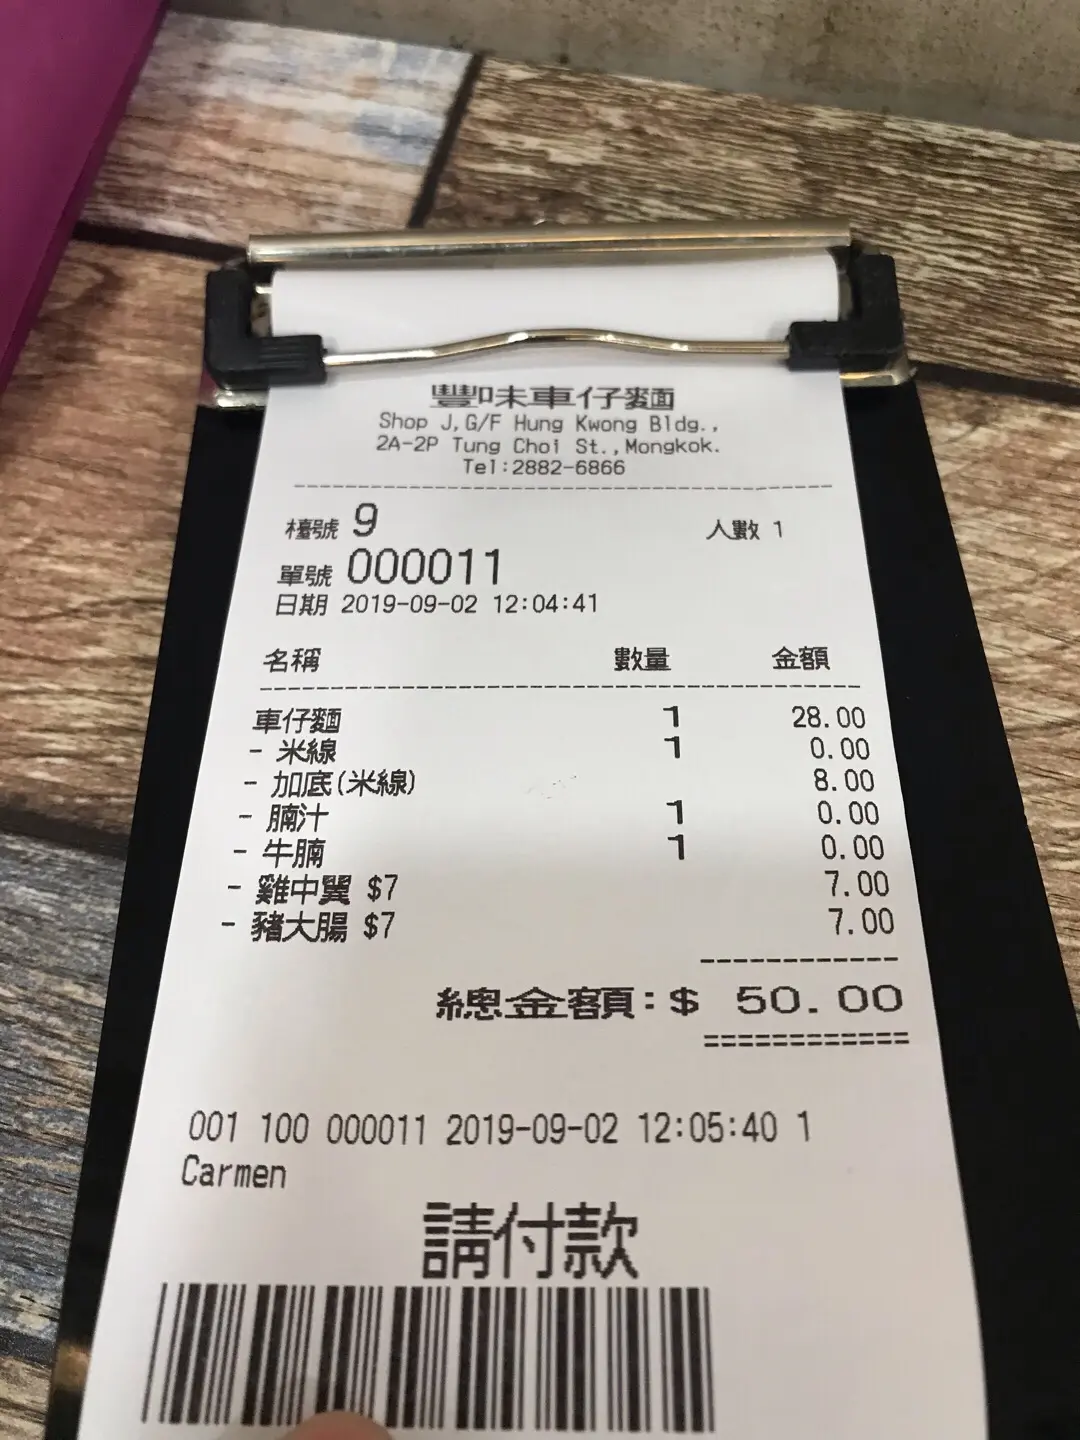 豐味車仔麵
Shop J,G/F Hung Kwong Bldg.,
2A-2P Tung Choi St.,Mongkok.
Tel:2882-6866
檯號 9 人數 1
單號 000011
日期 2019-09-02 12:04:41
名稱 數量 金額
車仔麵 1 28.00
- 米線 1 0.00
- 加底(米線) 8.00
- 腩汁 1 0.00
- 牛腩 1 0.00
- 雞中翼 $7 7.00
- 豬大腸 $7 7.00
總金額:$ 50.00
001 100 000011 2019-09-02 12:05:40 1
Carmen
請付款